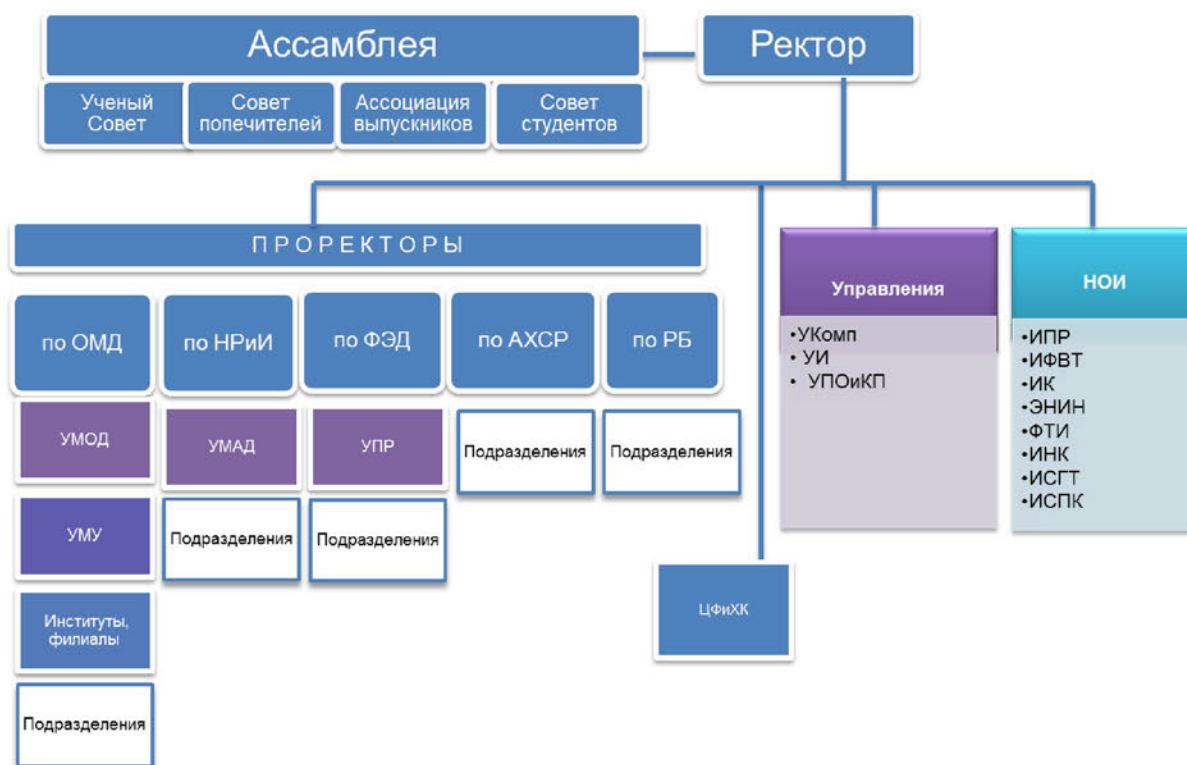 Ассамблея
Ректор
Ученый
Совет
Совет
попечителей
Ассоциация
выпускников
Совет
студентов
ПРОРЕКТОРЫ
по ОМД
по НРиИ
по ФЭД
по АХСР
по РБ
УМОД
УМАД
УПР
Подразделения
Подразделения
УМУ
Подразделения
Подразделения
Институты,
филиалы
Подразделения
ЦФиХК
Управления
•УКомп
• УИ
• УПОиКП
НОИ
•ИПР
•ИФВТ
•ИК
•ЭНИН
•ФТИ
•ИНК
•ИСГТ
•ИСПК